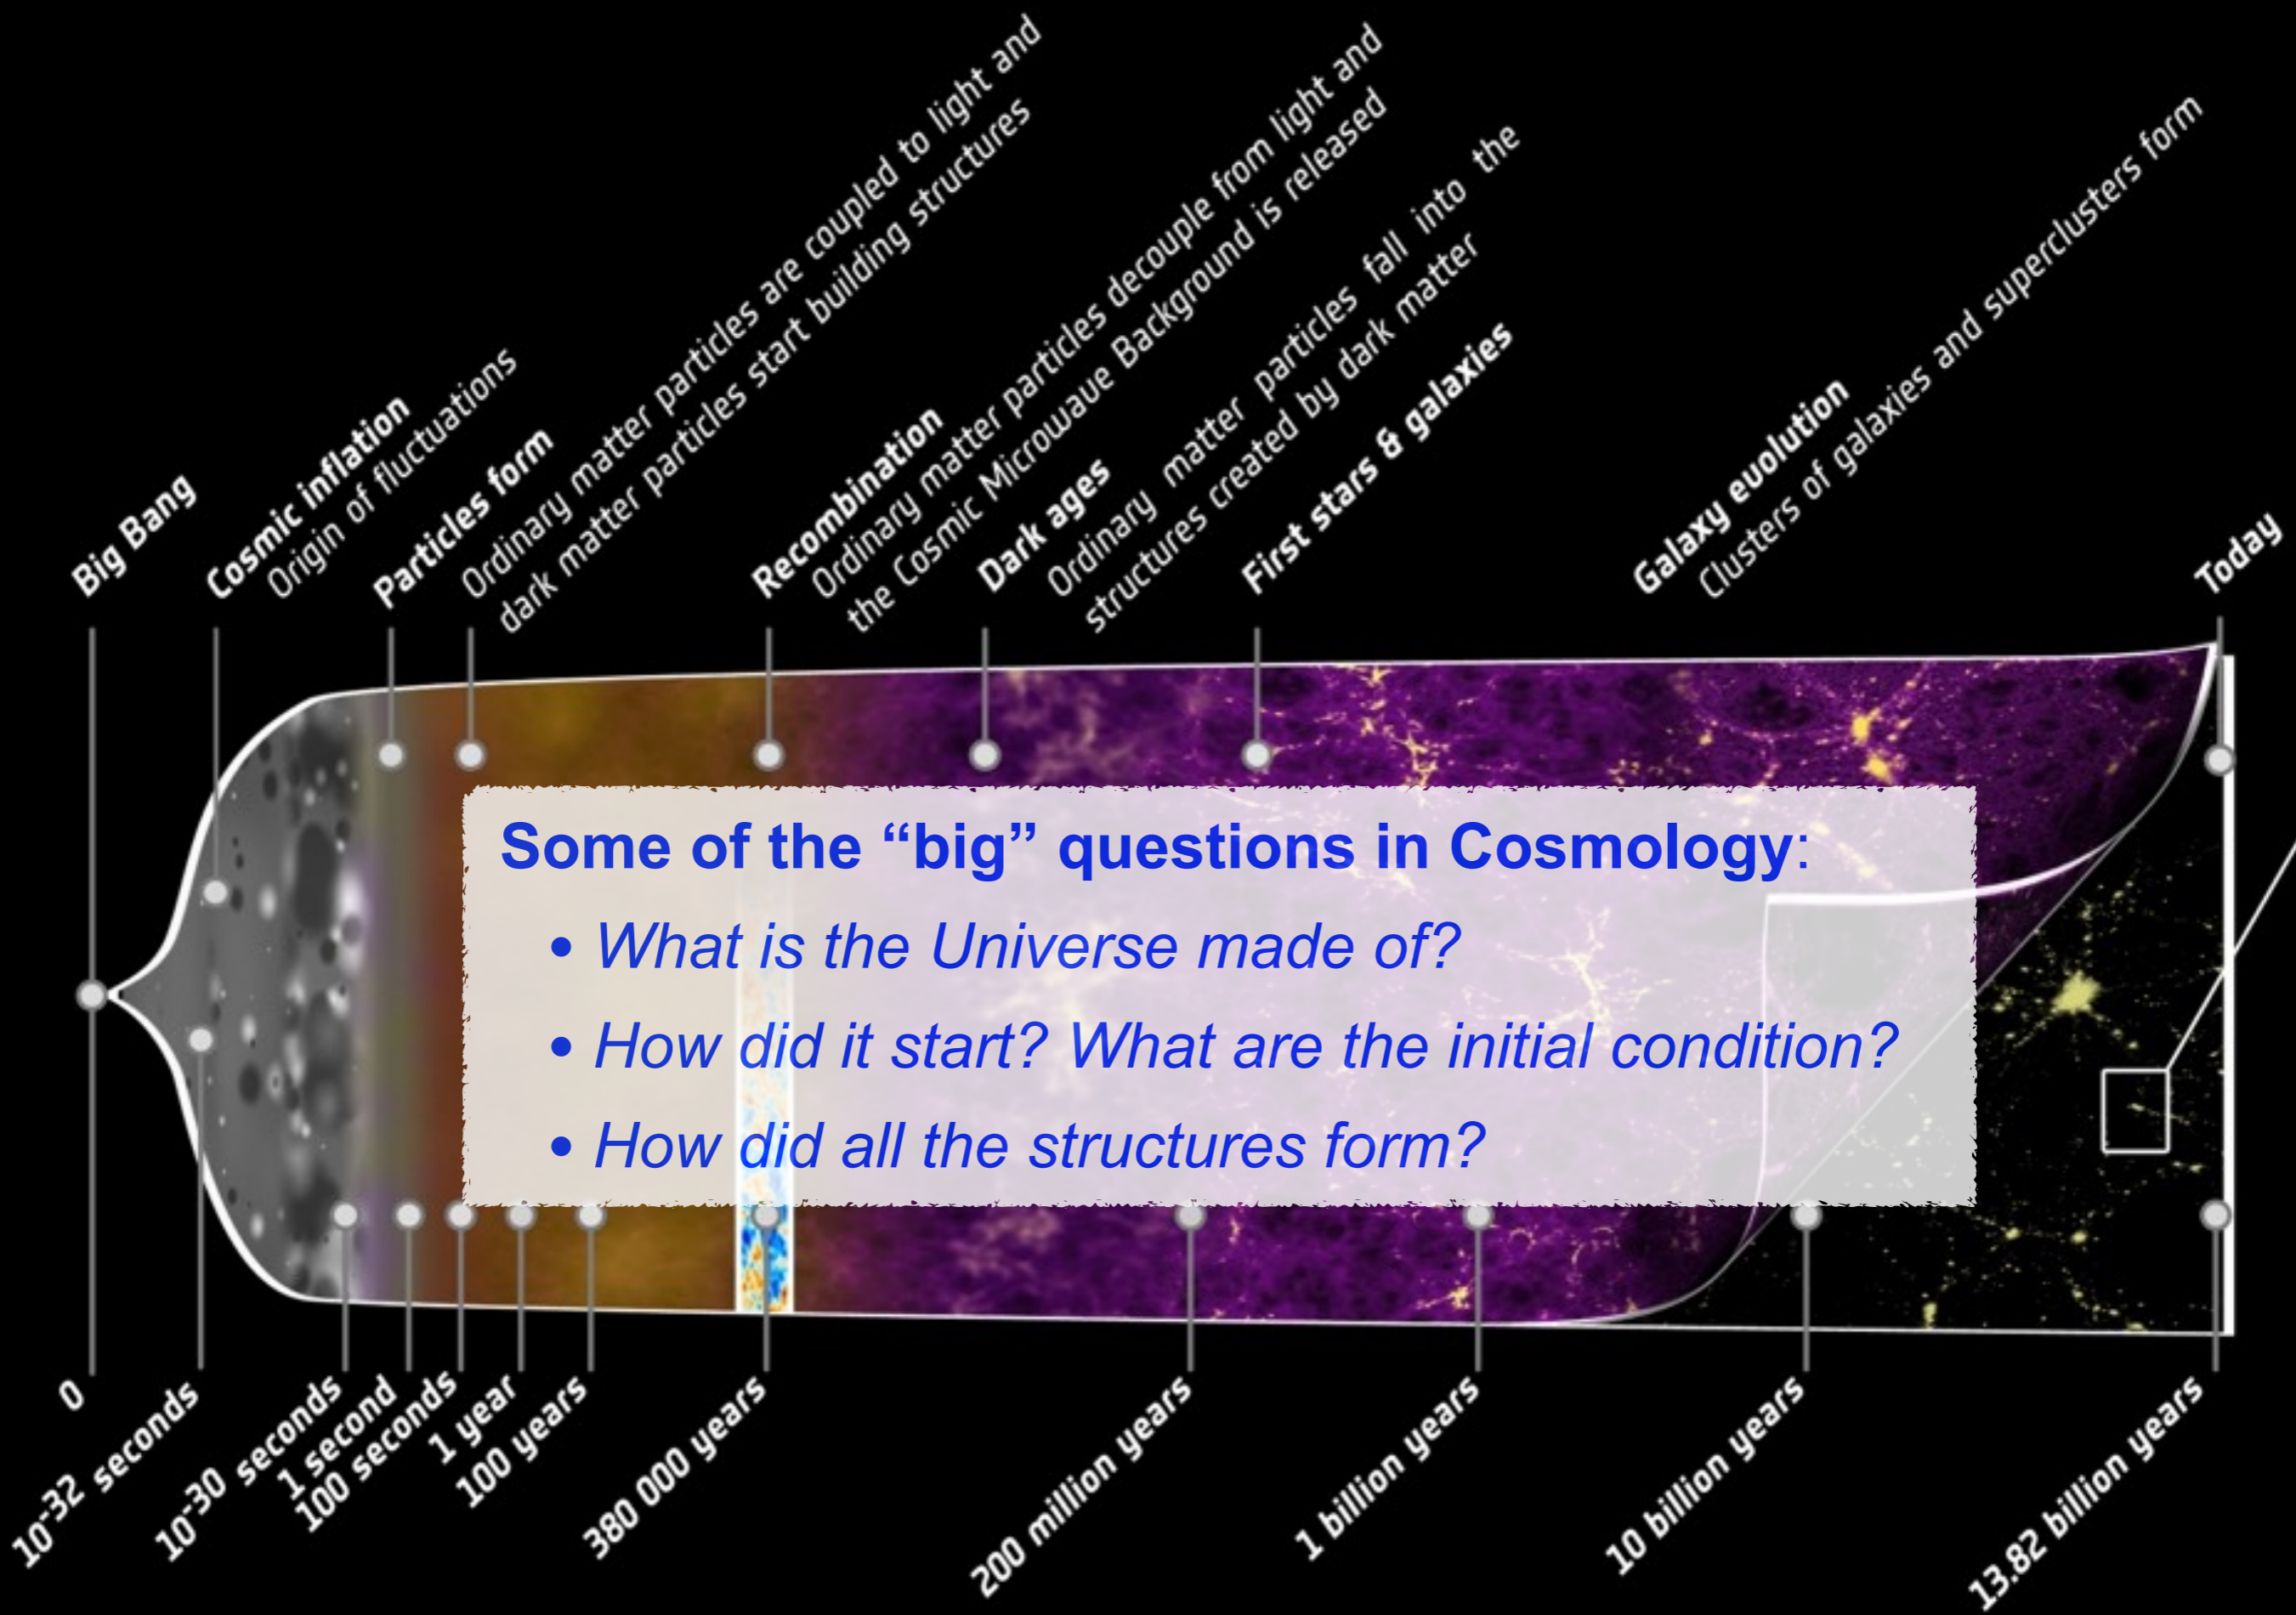 Big Bang
Cosmic inflation
Origin of fluctuations
Particles form
Ordinary matter particles are coupled to light and
dark matter particles start building structures
Recombination
Ordinary matter particles decouple from light and
the Cosmic Microwave Background is released
Dark ages
Ordinary matter particles fall into the
structures created by dark matter
First stars & galaxies
Galaxy evolution
Clusters of galaxies and superclusters form
Today
Some of the “big” questions in Cosmology:
• What is the Universe made of?
• How did it start? What are the initial condition?
• How did all the structures form?
0
10-32 seconds
10-30 seconds
1 second
100 seconds
1 year
100 years
380 000 years
200 million years
1 billion years
10 billion years
13.82 billion years